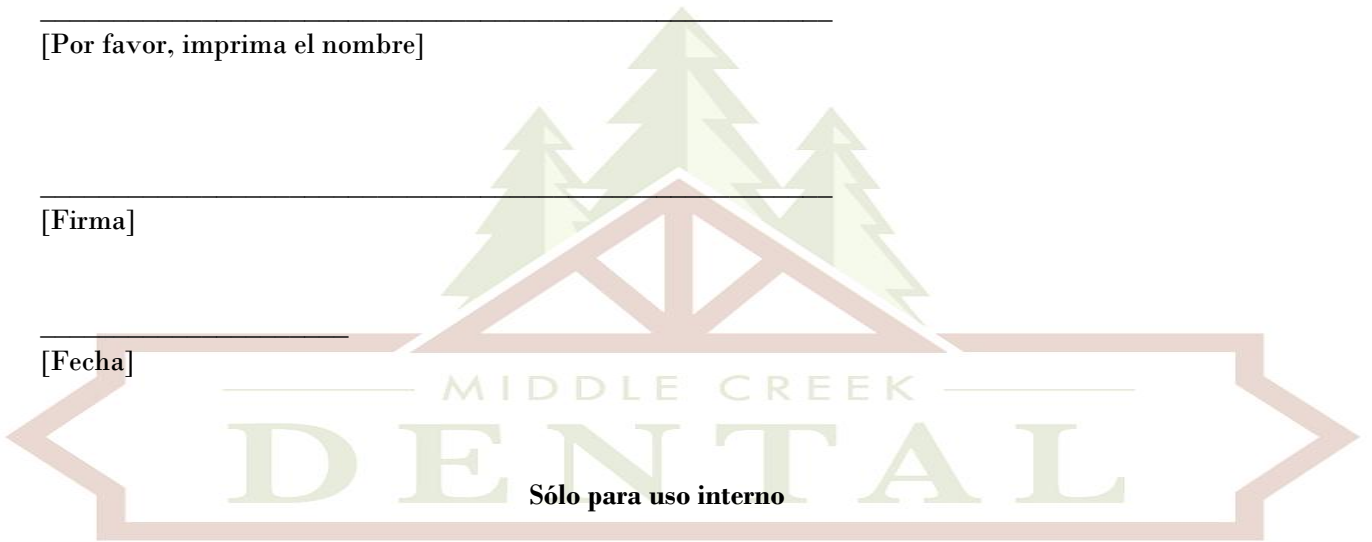 [Por favor, imprima el nombre]
[Firma]
[Fecha]
MIDDLE CREEK
DENTAL
Sólo para uso interno